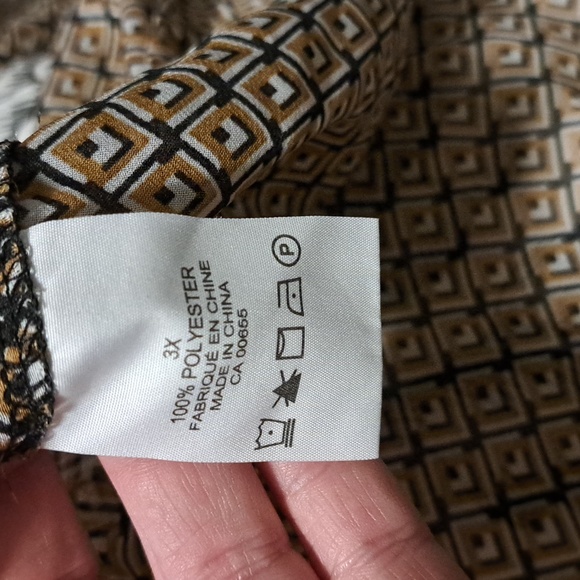 3X
100% POLYESTER
FABRIQUÉ EN CHINE
MADE IN CHINA
CA 00655
P